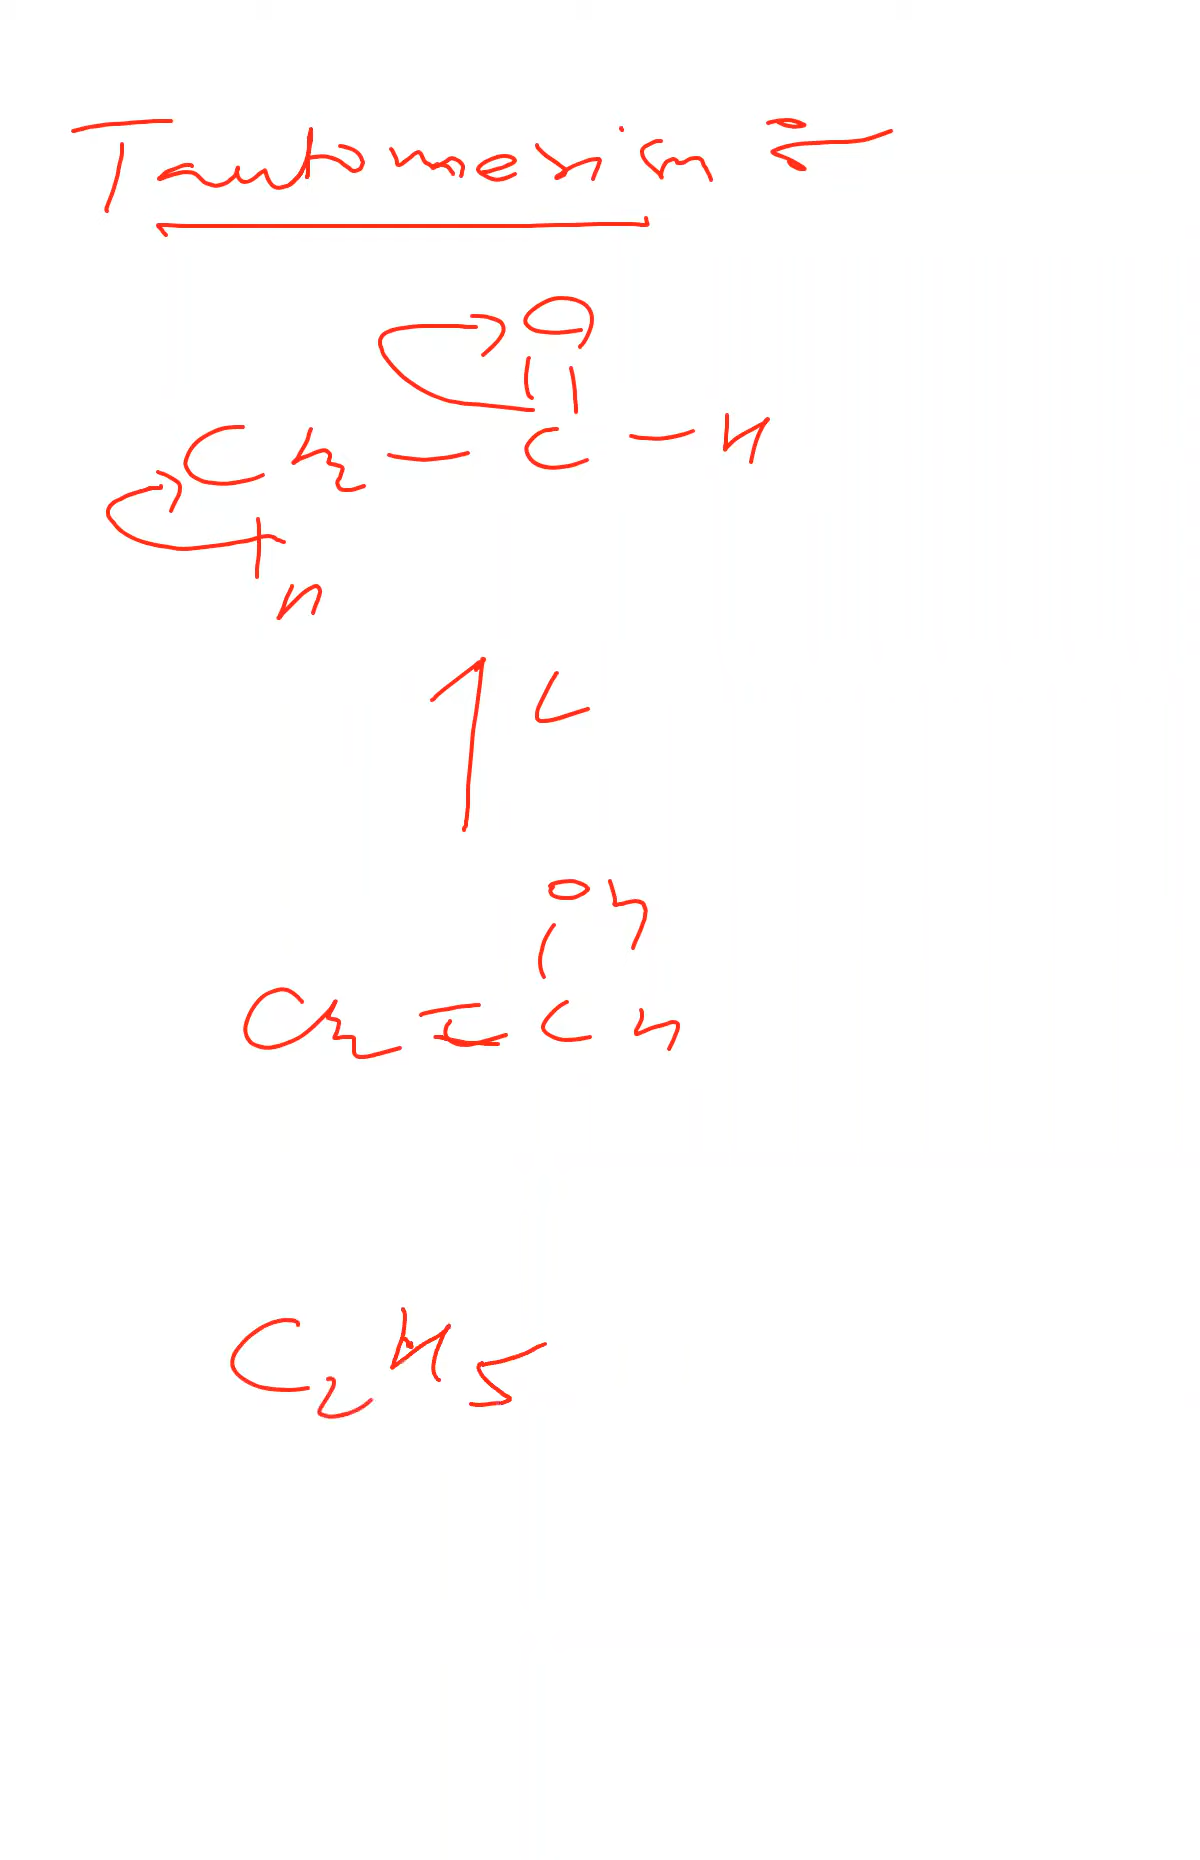 Tautomerism
O
CH2 - C - H
H
OH
CH2 = CH
C2H5